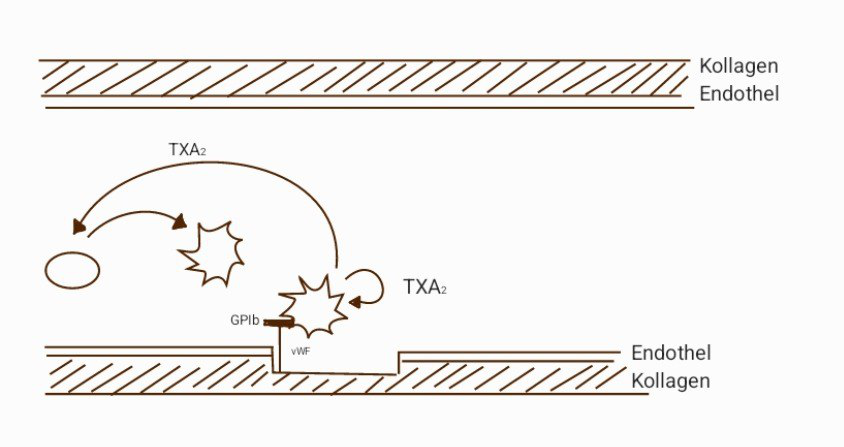 Kollagen
Endothel
TXA₂
TXA₂
GPIb
vWF
Endothel
Kollagen